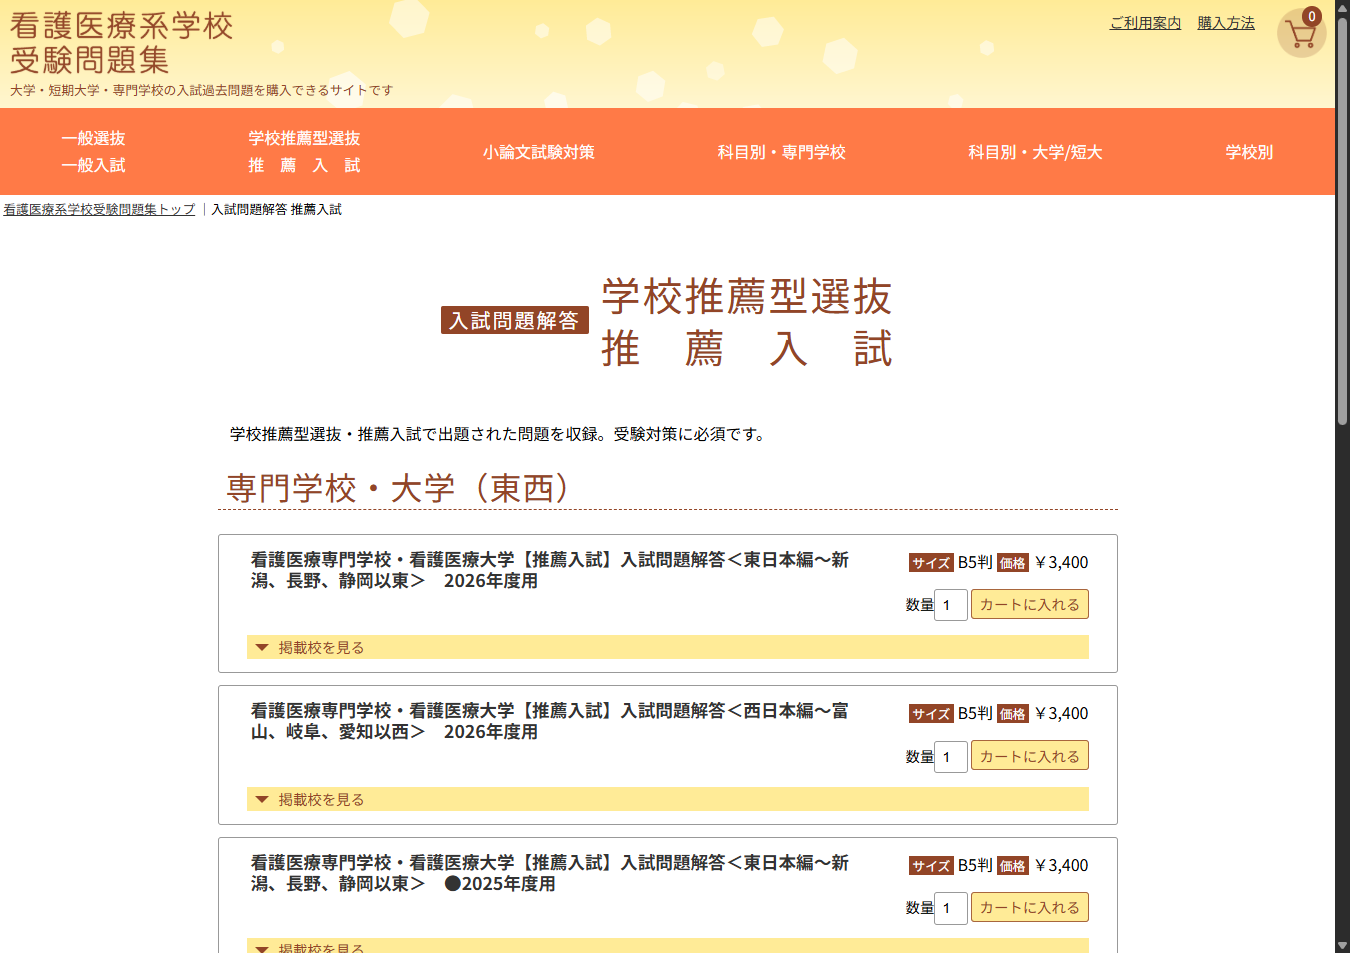 看護医療系学校
受験問題集
大学・短期大学・専門学校の入試過去問題を購入できるサイトです
ご利用案内 購入方法 0
一般選抜
一般入試
学校推薦型選抜
推 薦 入 試
小論文試験対策
科目別・専門学校
科目別・大学/短大
学校別
看護医療系学校受験問題集トップ ｜入試問題解答 推薦入試
入試問題解答
学校推薦型選抜
推 薦 入 試
学校推薦型選抜・推薦入試で出題された問題を収録。受験対策に必須です。
専門学校・大学（東西）
看護医療専門学校・看護医療大学【推薦入試】入試問題解答＜東日本編～新
潟、長野、静岡以東＞　2026年度用
サイズ B5判 価格 ￥3,400
数量 1 カートに入れる
掲載校を見る
看護医療専門学校・看護医療大学【推薦入試】入試問題解答＜西日本編～富
山、岐阜、愛知以西＞　2026年度用
サイズ B5判 価格 ￥3,400
数量 1 カートに入れる
掲載校を見る
看護医療専門学校・看護医療大学【推薦入試】入試問題解答＜東日本編～新
潟、長野、静岡以東＞　●2025年度用
サイズ B5判 価格 ￥3,400
数量 1 カートに入れる
掲載校を見る